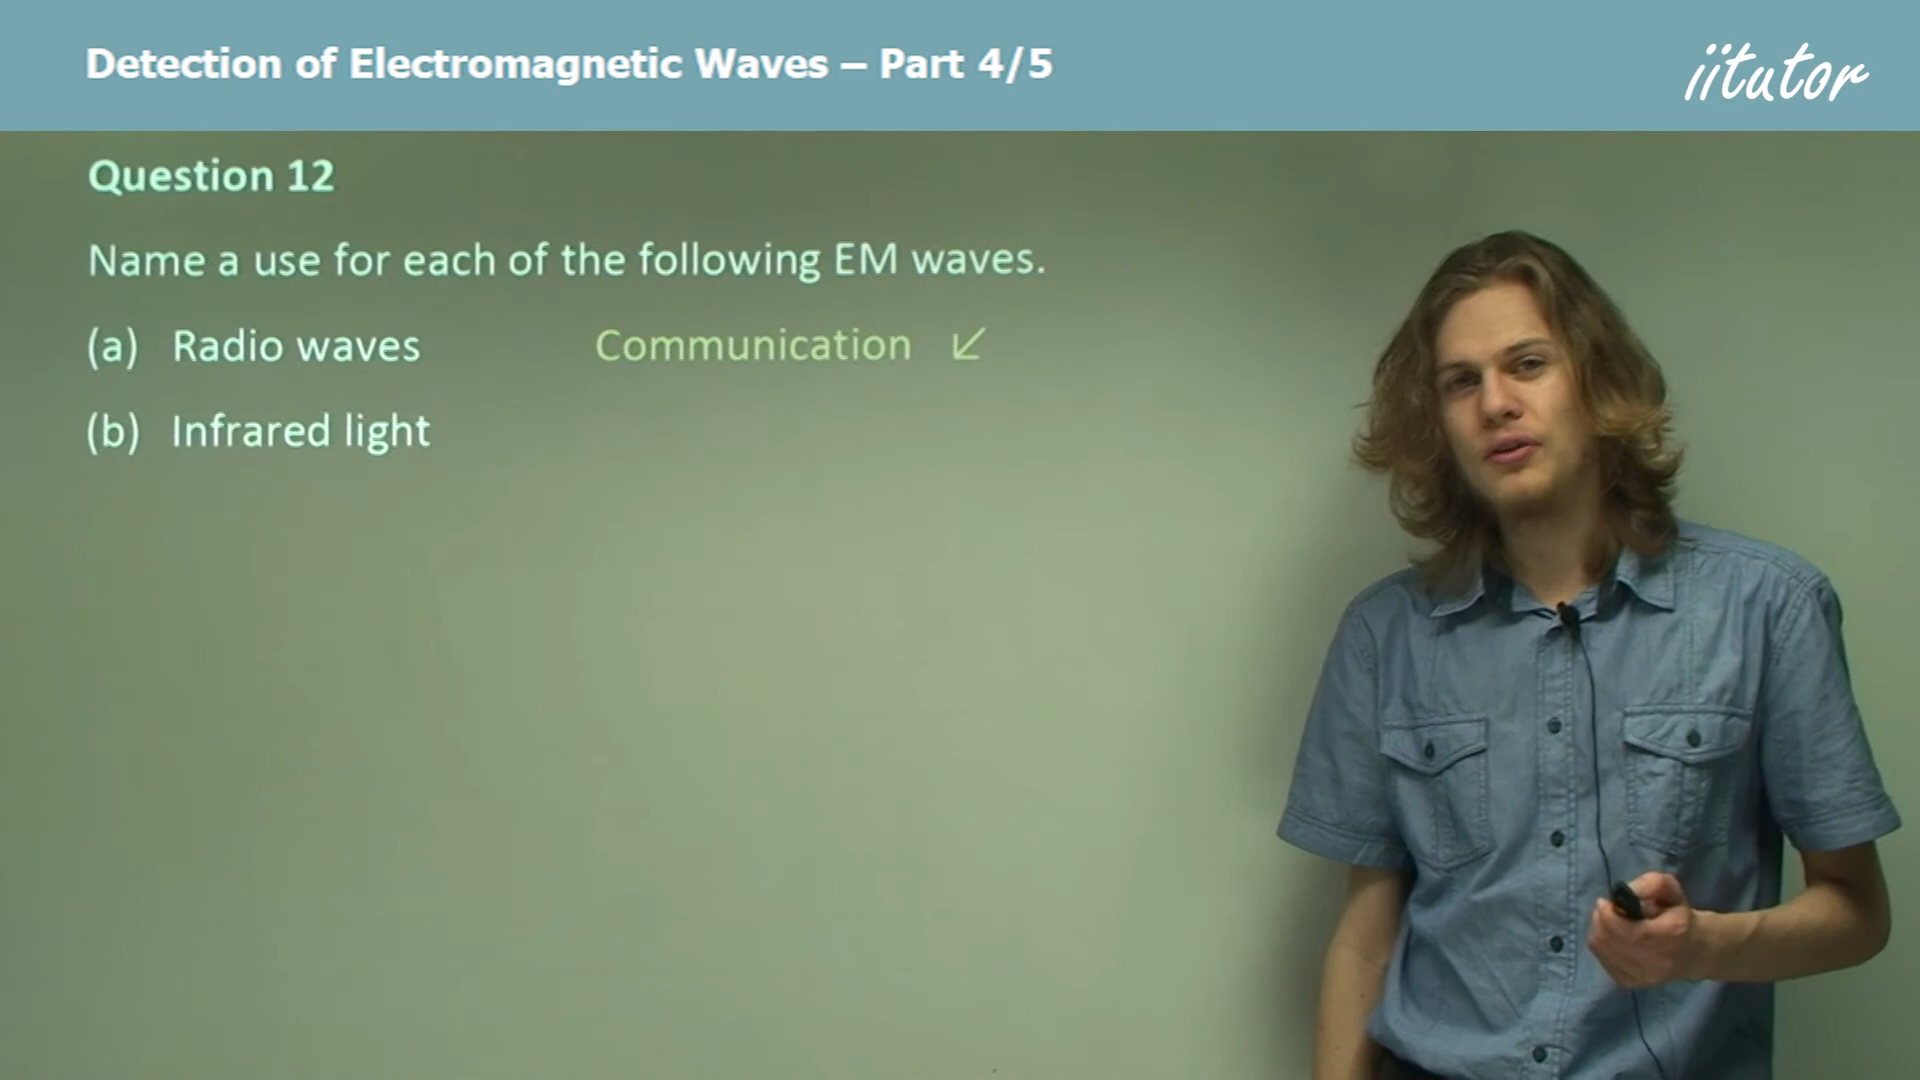 Detection of Electromagnetic Waves – Part 4/5
iitutor
Question 12
Name a use for each of the following EM waves.
(a) Radio waves Communication ↙
(b) Infrared light